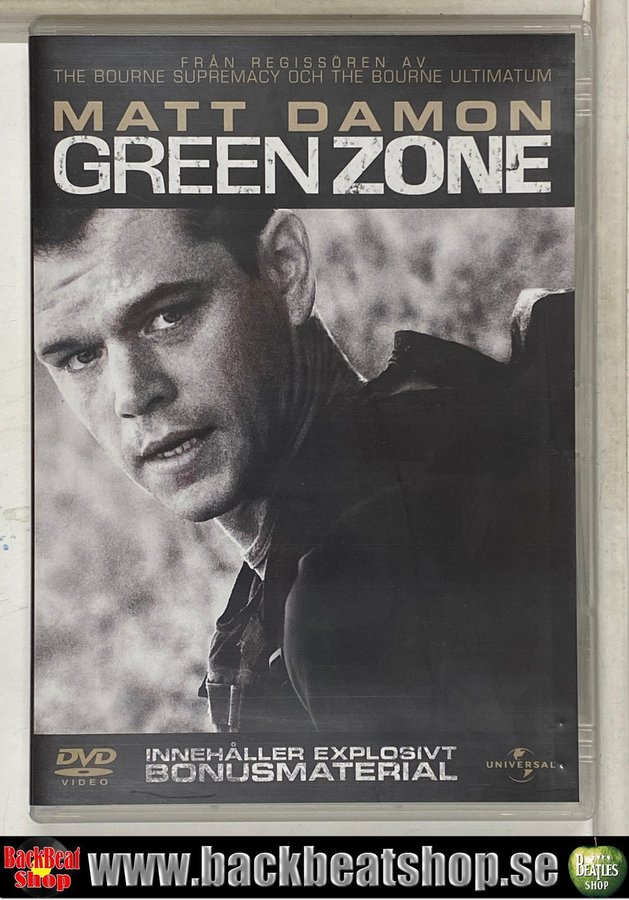 FRÅN REGISSÖREN AV
THE BOURNE SUPREMACY OCH THE BOURNE ULTIMATUM
MATT DAMON
GREEN ZONE
DVD
VIDEO
INNEHÅLLER EXPLOSIVT
BONUSMATERIAL
UNIVERSAL
BackBeat
Shop
www.backbeatshop.se
BEATLES
SHOP